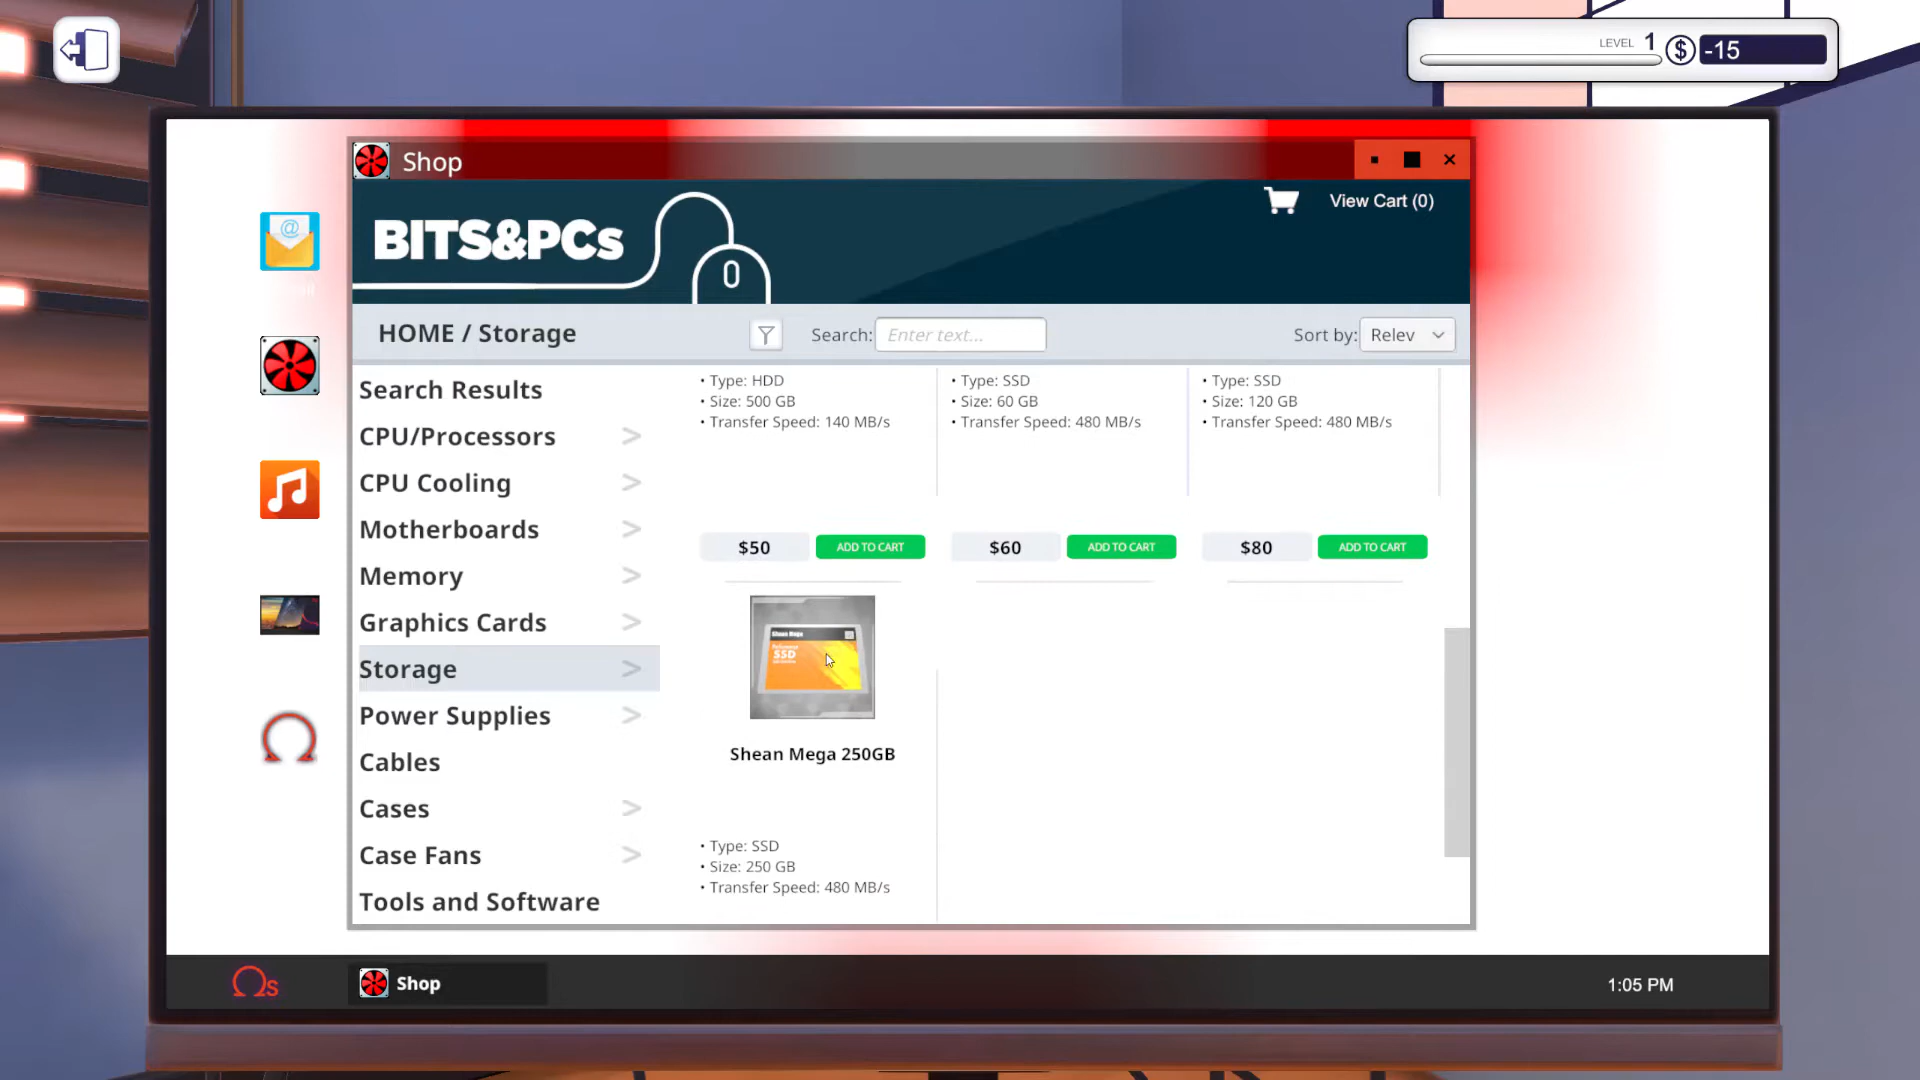 LEVEL 1
$ -15
Shop
View Cart (0)
BITS&PCs
HOME / Storage
Search:
Enter text...
Sort by:
Relev
Search Results
CPU/Processors >
CPU Cooling >
Motherboards >
Memory >
Graphics Cards >
Storage >
Power Supplies >
Cables
Cases >
Case Fans >
Tools and Software
• Type: HDD
• Size: 500 GB
• Transfer Speed: 140 MB/s
$50
ADD TO CART
• Type: SSD
• Size: 60 GB
• Transfer Speed: 480 MB/s
$60
ADD TO CART
• Type: SSD
• Size: 120 GB
• Transfer Speed: 480 MB/s
$80
ADD TO CART
Shean Mega
SSD
Shean Mega 250GB
• Type: SSD
• Size: 250 GB
• Transfer Speed: 480 MB/s
Ωs
Shop
1:05 PM